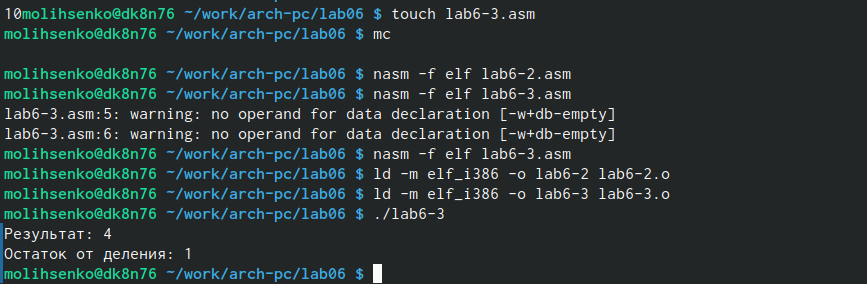 10molihsenko@dk8n76 ~/work/arch-pc/lab06 $ touch lab6-3.asm
molihsenko@dk8n76 ~/work/arch-pc/lab06 $ mc
molihsenko@dk8n76 ~/work/arch-pc/lab06 $ nasm -f elf lab6-2.asm
molihsenko@dk8n76 ~/work/arch-pc/lab06 $ nasm -f elf lab6-3.asm
lab6-3.asm:5: warning: no operand for data declaration [-w+db-empty]
lab6-3.asm:6: warning: no operand for data declaration [-w+db-empty]
molihsenko@dk8n76 ~/work/arch-pc/lab06 $ nasm -f elf lab6-3.asm
molihsenko@dk8n76 ~/work/arch-pc/lab06 $ ld -m elf_i386 -o lab6-2 lab6-2.o
molihsenko@dk8n76 ~/work/arch-pc/lab06 $ ld -m elf_i386 -o lab6-3 lab6-3.o
molihsenko@dk8n76 ~/work/arch-pc/lab06 $ ./lab6-3
Результат: 4
Остаток от деления: 1
molihsenko@dk8n76 ~/work/arch-pc/lab06 $